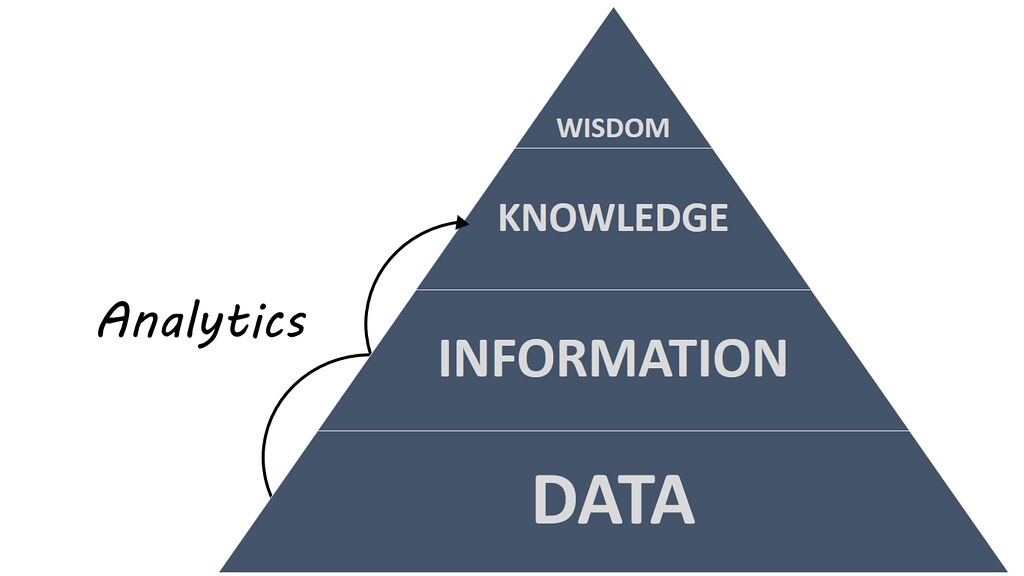 WISDOM
KNOWLEDGE
Analytics
INFORMATION
DATA